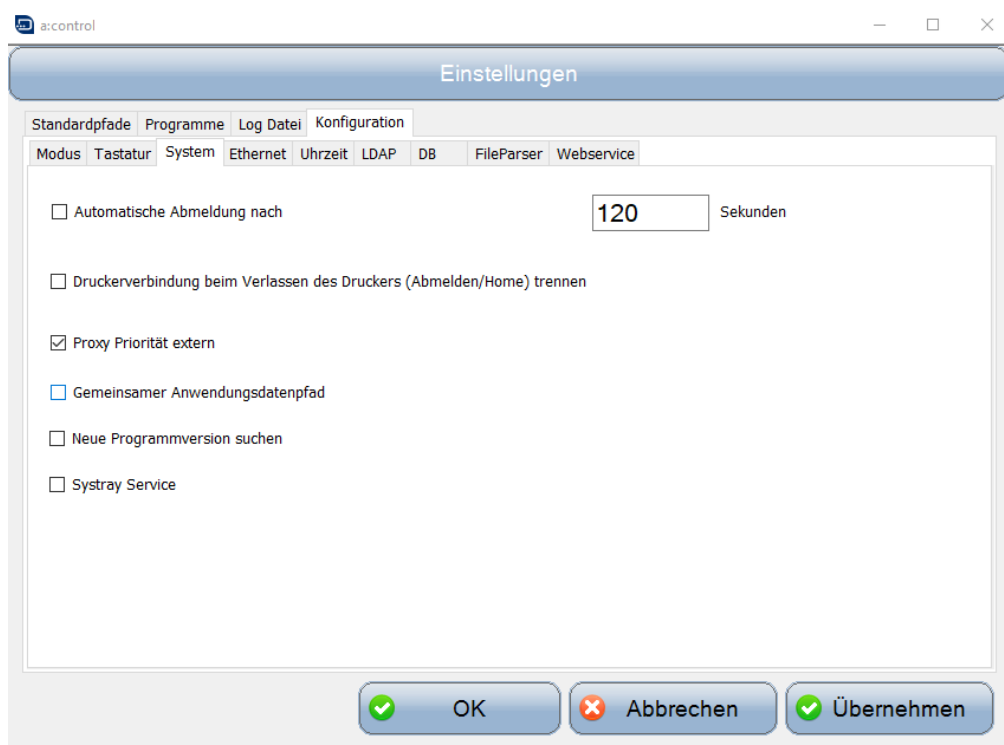 a:control
Einstellungen
Standardpfade Programme Log Datei Konfiguration
Modus Tastatur System Ethernet Uhrzeit LDAP DB FileParser Webservice
Automatische Abmeldung nach 120 Sekunden
Druckerverbindung beim Verlassen des Druckers (Abmelden/Home) trennen
Proxy Priorität extern
Gemeinsamer Anwendungsdatenpfad
Neue Programmversion suchen
Systray Service
OK Abbrechen Übernehmen